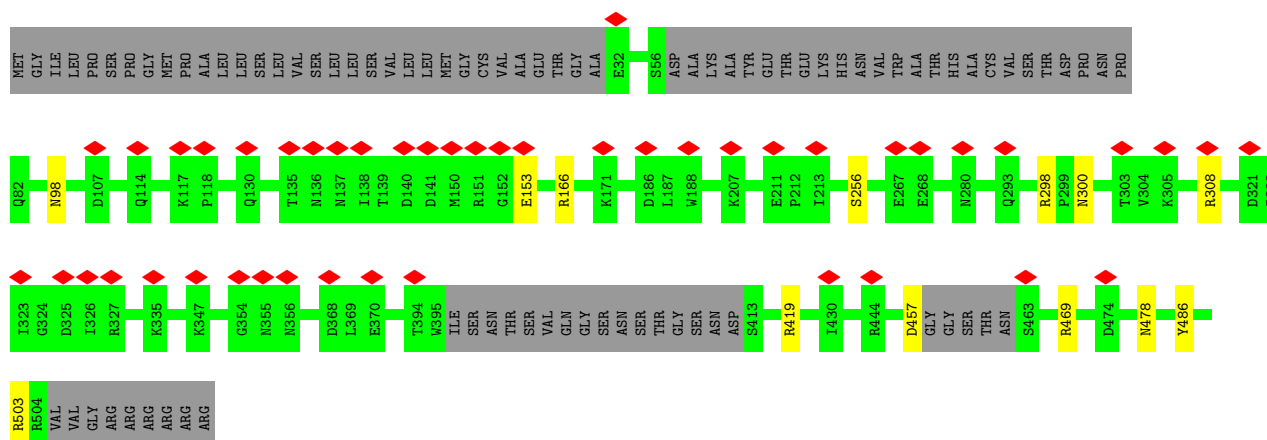 MET GLY ILE LEU PRO SER PRO GLY MET PRO ALA LEU LEU SER LEU VAL SER LEU LEU SER VAL LEU LEU MET GLY CYS VAL ALA GLU THR GLY ALA E32 S56 ASP ALA LYS ALA TYR GLU THR GLU LYS HIS ASN VAL TRP ALA THR HIS ALA CYS VAL SER THR ASP PRO ASN PRO
Q82 N98 D107 Q114 K117 P118 Q130 T135 N136 N137 I138 T139 D140 D141 M150 R151 G152 E153 R166 K171 D186 L187 W188 K207 E211 P212 I213 S256 E267 E268 N280 Q293 R298 P299 N300 T303 V304 K305 R308 D321
I323 G324 D325 I326 R327 K335 K347 G354 N355 N356 D368 L369 E370 T394 W395 ILE SER ASN THR SER VAL GLN GLY SER ASN SER THR GLY SER ASN ASP S413 R419 I430 R444 D457 GLY GLY SER THR ASN S463 R469 D474 N478 Y486
R503 R504 VAL VAL GLY ARG ARG ARG ARG ARG ARG